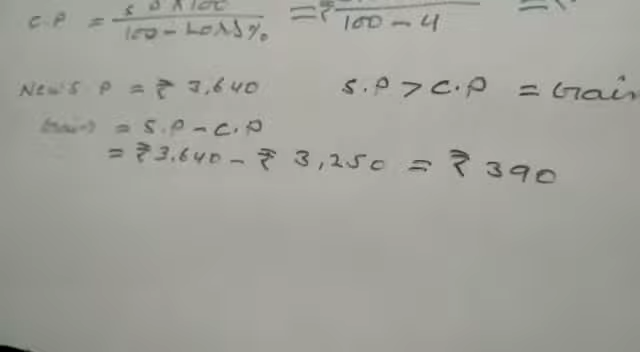 C.P = S.P X 100 / 100 - LOSS% = ₹ / 100 - 4 = ₹
New S P = ₹ 3,640 S.P > C.P = Gain
Gain = S.P - C.P
= ₹3,640 - ₹ 3,250 = ₹ 390